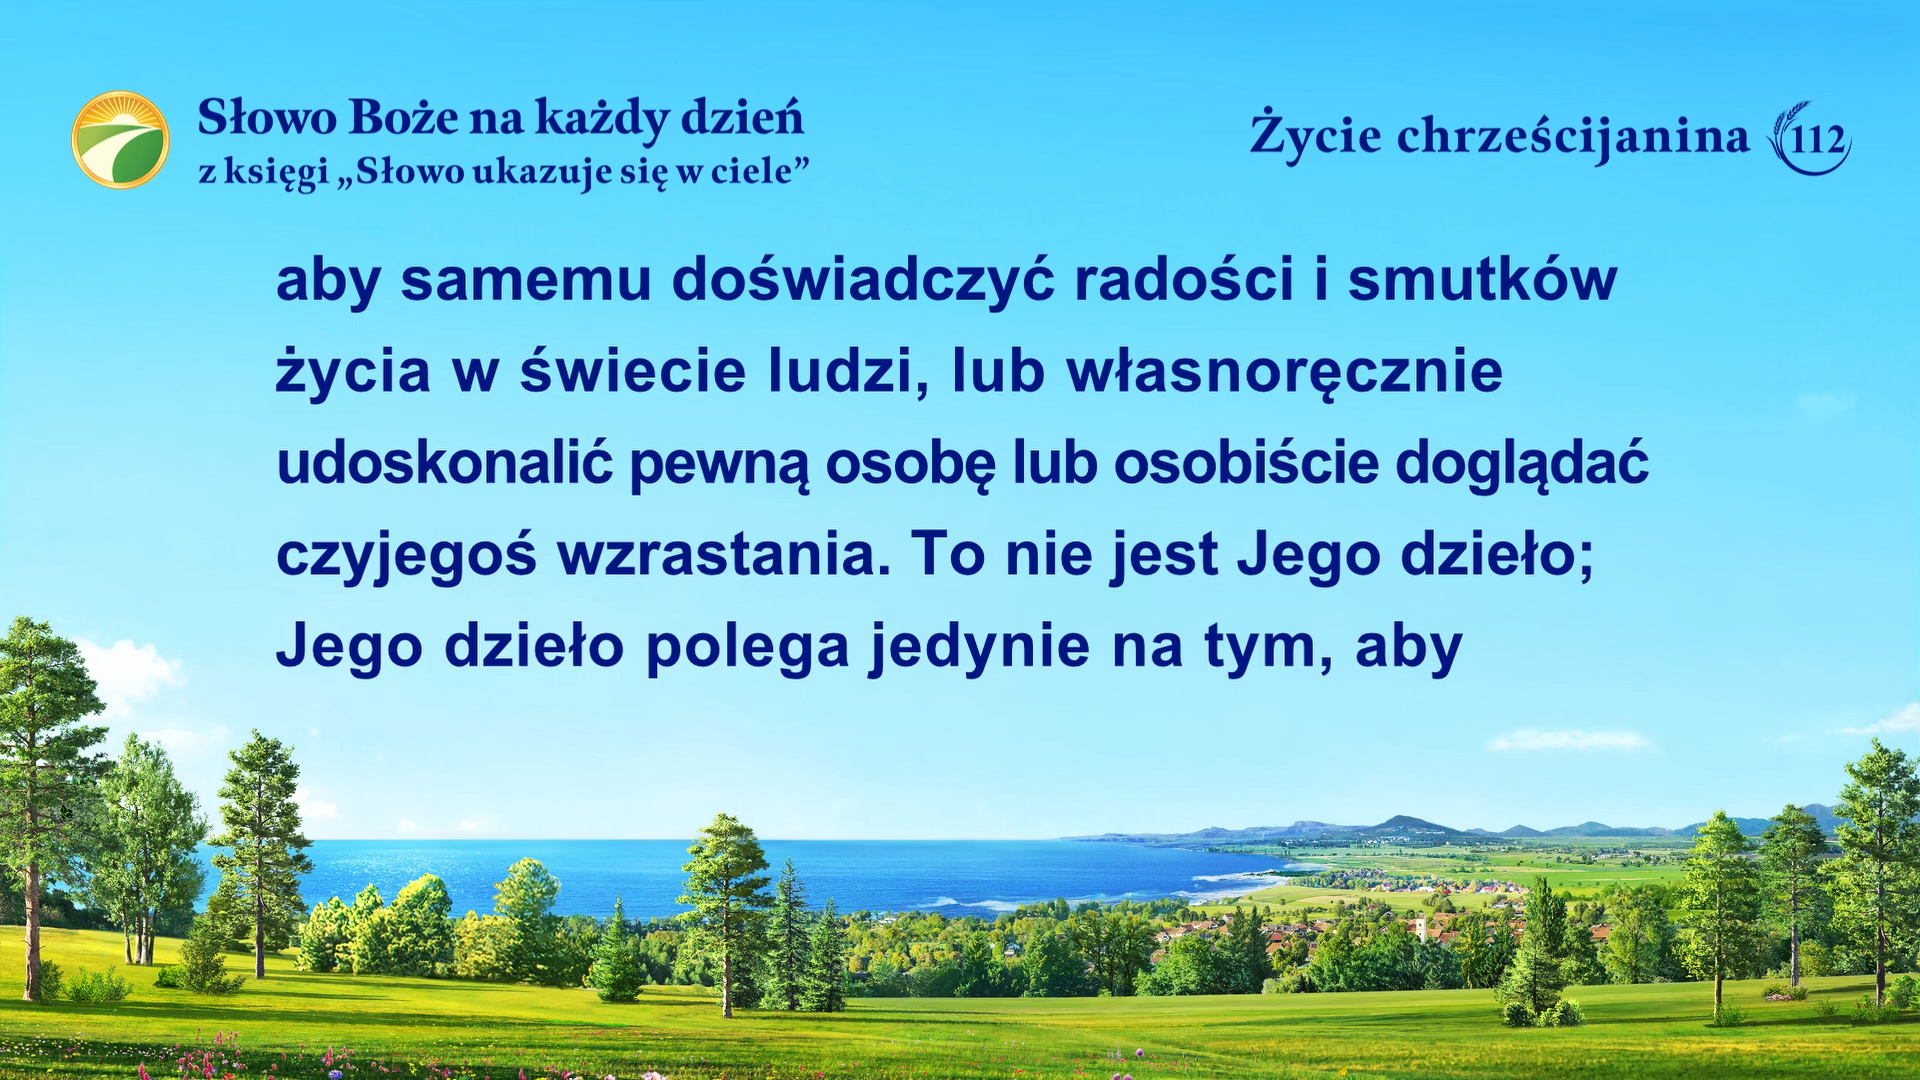 Słowo Boże na każdy dzień
z księgi „Słowo ukazuje się w ciele”
Życie chrześcijanina 112
aby samemu doświadczyć radości i smutków
życia w świecie ludzi, lub własnoręcznie
udoskonalić pewną osobę lub osobiście doglądać
czyjegoś wzrastania. To nie jest Jego dzieło;
Jego dzieło polega jedynie na tym, aby